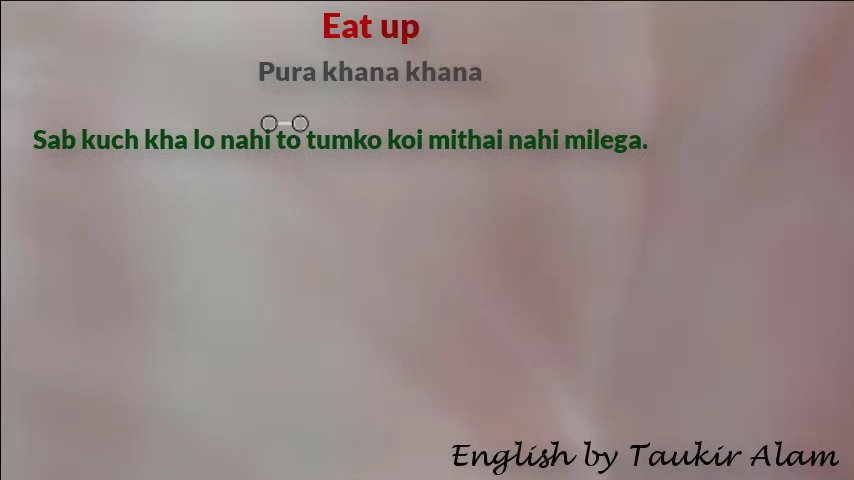 Eat up
Pura khana khana
Sab kuch kha lo nahi to tumko koi mithai nahi milega.
English by Taukir Alam